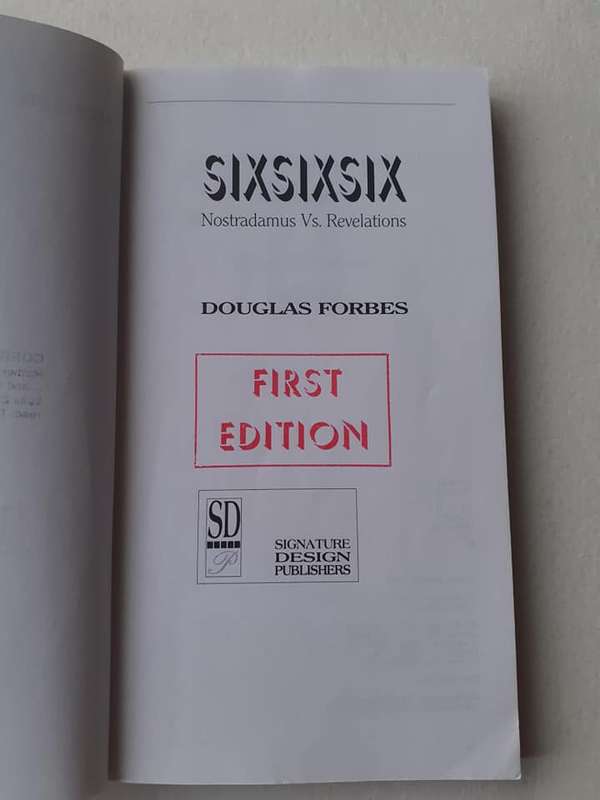 SIXSIXSIX
Nostradamus Vs. Revelations
DOUGLAS FORBES
FIRST
EDITION
SD
P
SIGNATURE
DESIGN
PUBLISHERS